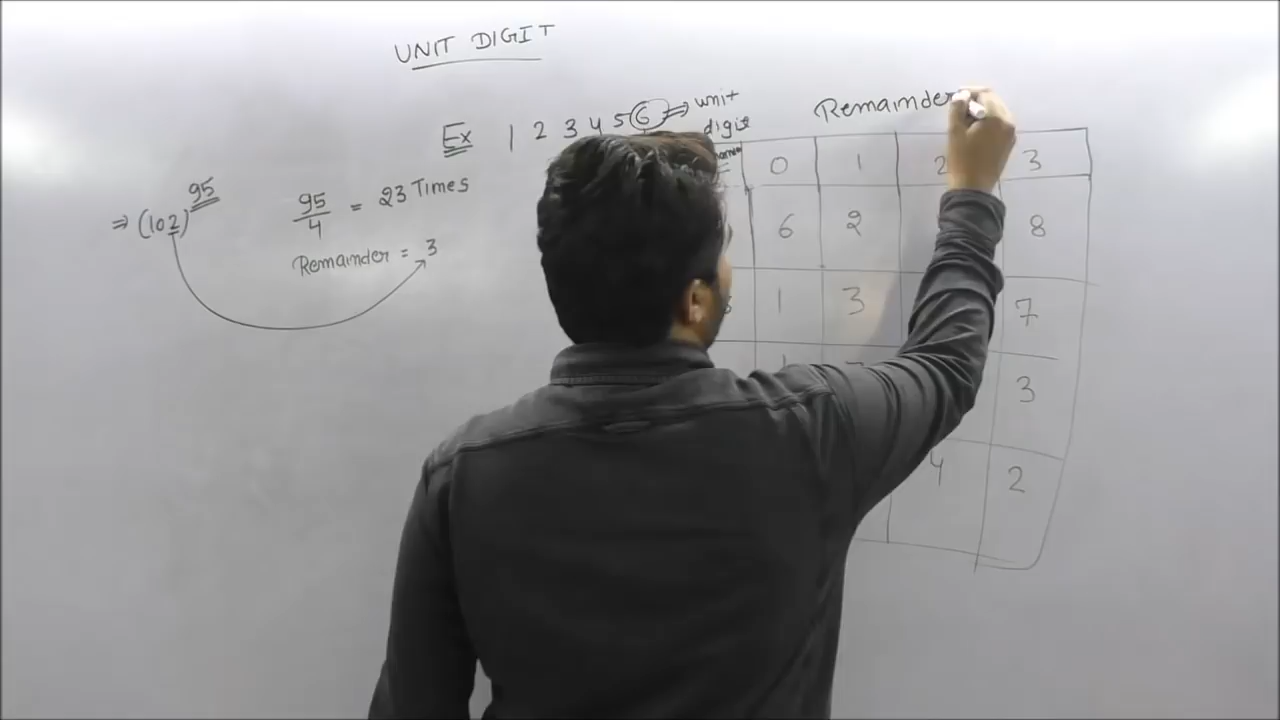 UNIT DIGIT
Ex 1 2 3 4 5 6 ⇒ unit
digit
⇒ (102)^95
95/4 = 23 Times
Remainder = 3
Remainder
0 1 2 3
6 2 8
1 3 7
1 3
4 2